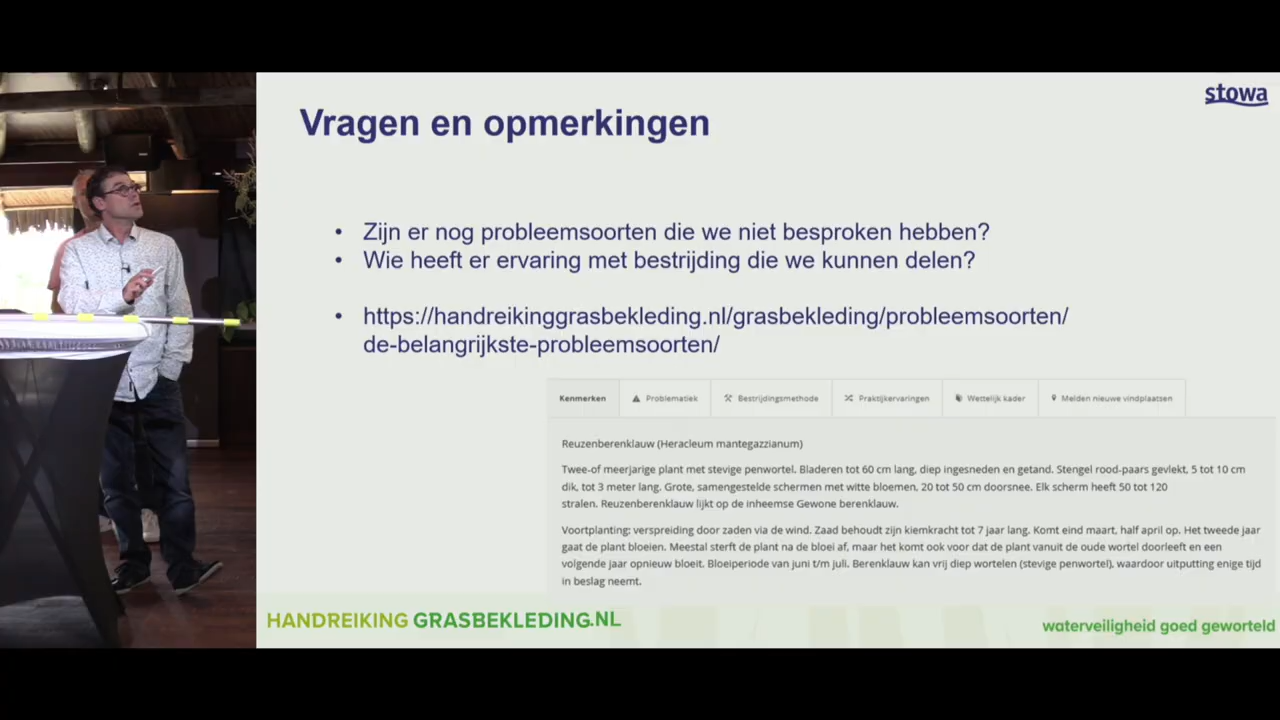 stowa
Vragen en opmerkingen
• Zijn er nog probleemsoorten die we niet besproken hebben?
• Wie heeft er ervaring met bestrijding die we kunnen delen?
• https://handreikinggrasbekleding.nl/grasbekleding/probleemsoorten/
de-belangrijkste-probleemsoorten/
Kenmerken Problematiek Bestrijdingsmethode Praktijkervaringen Wettelijk kader Melden nieuwe vindplaatsen
Reuzenberenklauw (Heracleum mantegazzianum)
Twee-of meerjarige plant met stevige penwortel. Bladeren tot 60 cm lang, diep ingesneden en getand. Stengel rood-paars gevlekt, 5 tot 10 cm
dik, tot 3 meter lang. Grote, samengestelde schermen met witte bloemen, 20 tot 50 cm doorsnee. Elk scherm heeft 50 tot 120
stralen. Reuzenberenklauw lijkt op de inheemse Gewone berenklauw.
Voortplanting: verspreiding door zaden via de wind. Zaad behoudt zijn kiemkracht tot 7 jaar lang. Komt eind maart, half april op. Het tweede jaar
gaat de plant bloeien. Meestal sterft de plant na de bloei af, maar het komt ook voor dat de plant vanuit de oude wortel doorleeft en een
volgende jaar opnieuw bloeit. Bloeiperiode van juni t/m juli. Berenklauw kan vrij diep wortelen (stevige penwortel), waardoor uitputting enige tijd
in beslag neemt.
HANDREIKING GRASBEKLEDING.NL
waterveiligheid goed geworteld